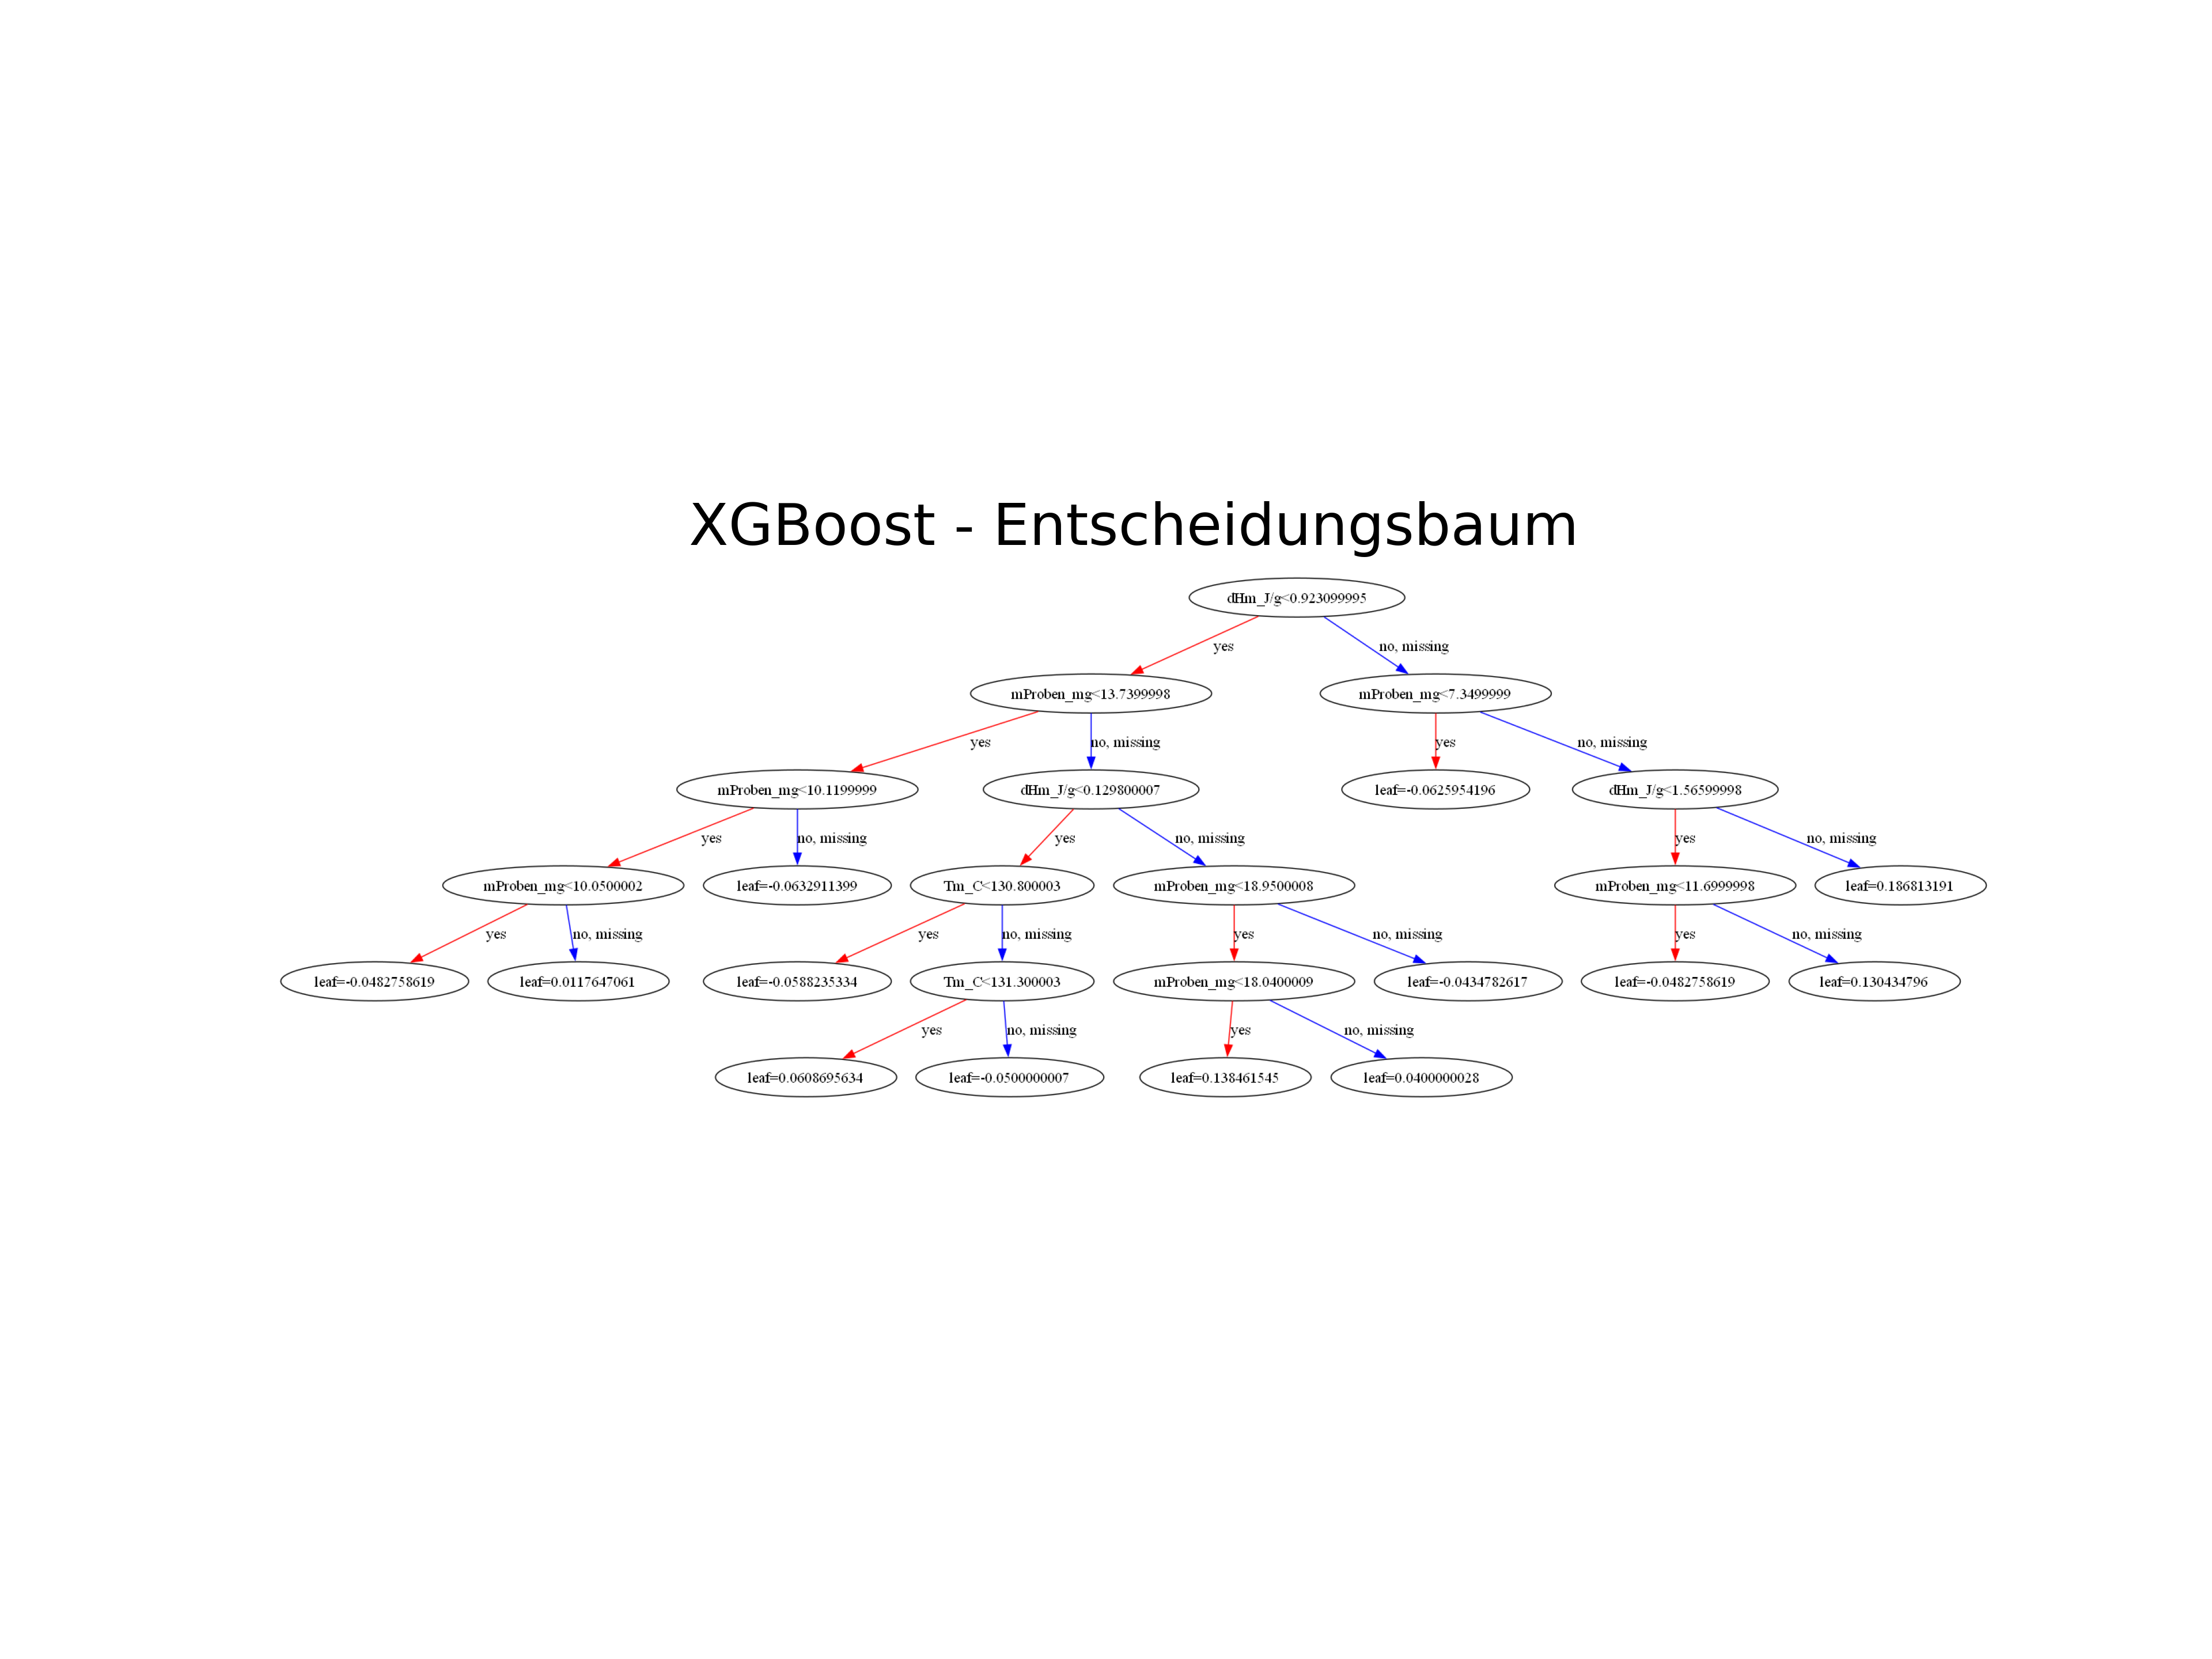 XGBoost - Entscheidungsbaum
dHm_J/g<0.923099995
yes
no, missing
mProben_mg<13.7399998
mProben_mg<7.3499999
yes
no, missing
yes
no, missing
mProben_mg<10.1199999
dHm_J/g<0.129800007
leaf=-0.0625954196
dHm_J/g<1.56599998
yes
no, missing
yes
no, missing
yes
no, missing
mProben_mg<10.0500002
leaf=-0.0632911399
Tm_C<130.800003
mProben_mg<18.9500008
mProben_mg<11.6999998
leaf=0.186813191
yes
no, missing
yes
no, missing
yes
no, missing
yes
no, missing
leaf=-0.0482758619
leaf=0.0117647061
leaf=-0.0588235334
Tm_C<131.300003
mProben_mg<18.0400009
leaf=-0.0434782617
leaf=-0.0482758619
leaf=0.130434796
yes
no, missing
yes
no, missing
leaf=0.0608695634
leaf=-0.0500000007
leaf=0.138461545
leaf=0.0400000028